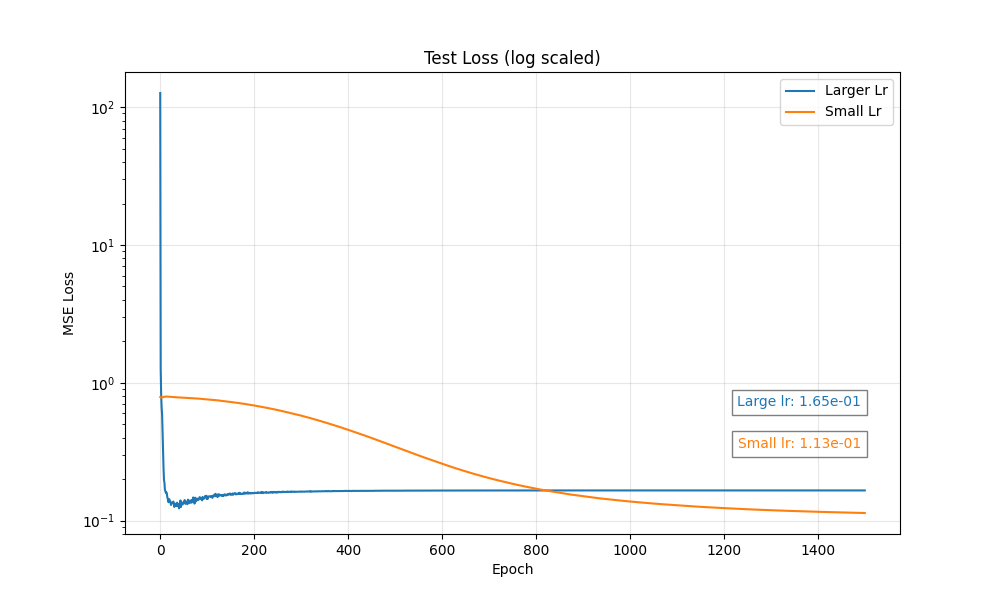 Test Loss (log scaled)
MSE Loss
10²
10¹
10⁰
10⁻¹
Larger Lr
Small Lr
Large lr: 1.65e-01
Small lr: 1.13e-01
0 200 400 600 800 1000 1200 1400
Epoch